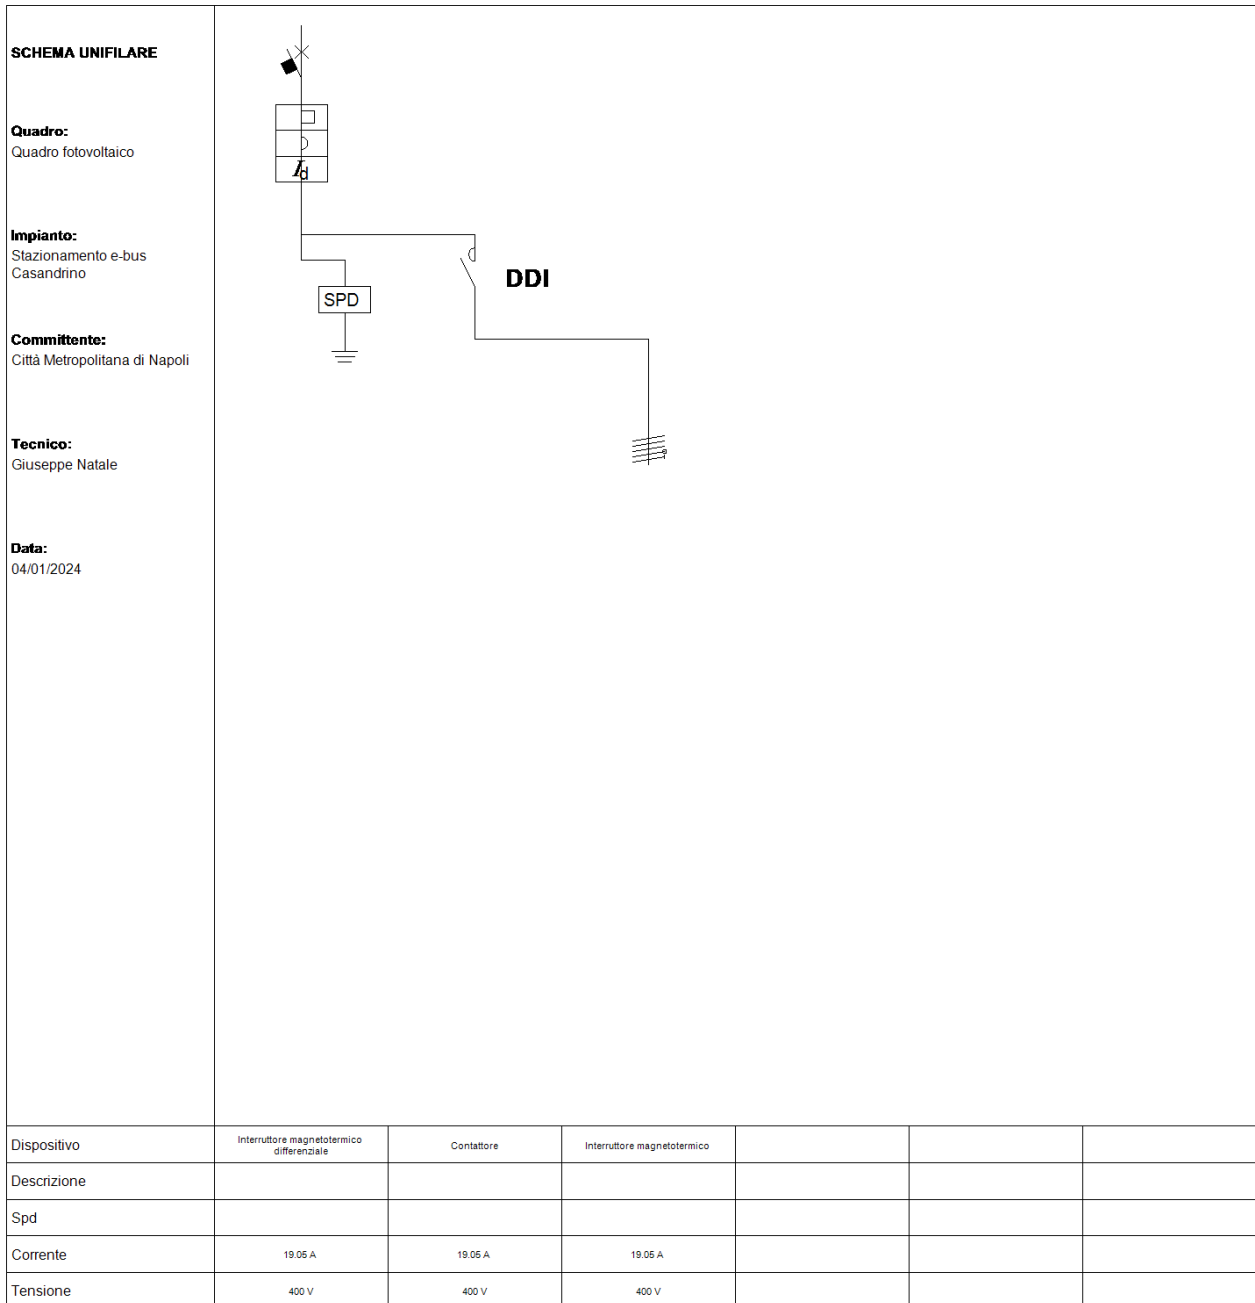 SCHEMA UNIFILARE
Quadro:
Quadro fotovoltaico
Impianto:
Stazionamento e-bus
Casandrino
Committente:
Città Metropolitana di Napoli
Tecnico:
Giuseppe Natale
Data:
04/01/2024
Id
SPD
DDI
Dispositivo
Interruttore magnetotermico
differenziale
Contattore
Interruttore magnetotermico
Descrizione
Spd
Corrente
19.05 A
19.05 A
19.05 A
Tensione
400 V
400 V
400 V